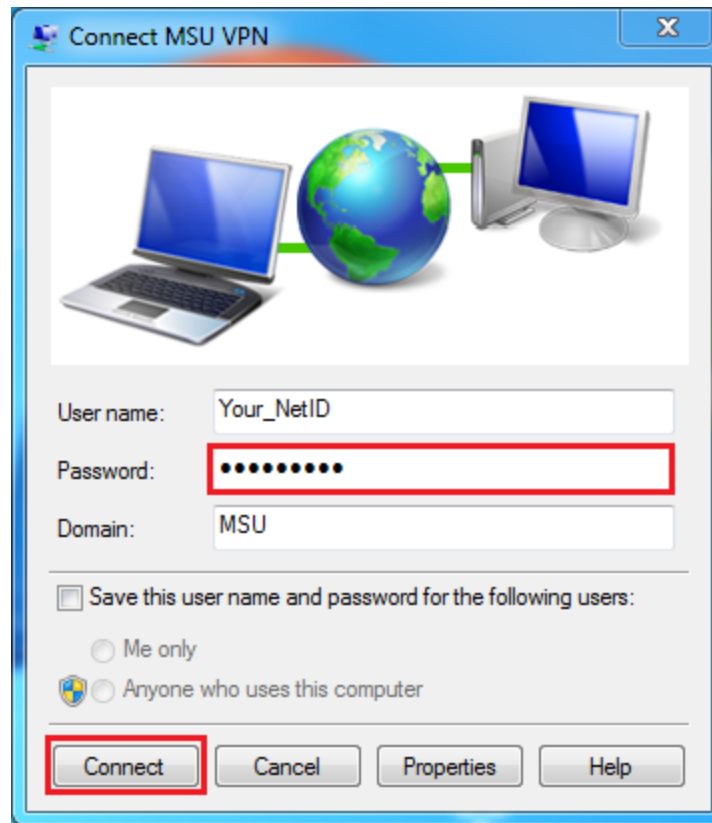 Connect MSU VPN
User name: Your_NetID
Password: •••••••••
Domain: MSU
Save this user name and password for the following users:
Me only
Anyone who uses this computer
Connect Cancel Properties Help